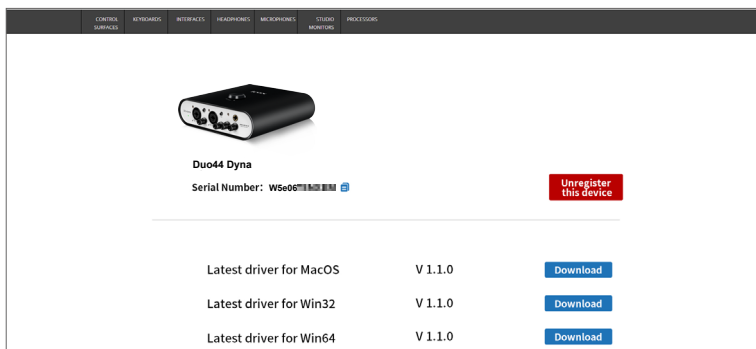 CONTROL SURFACES
KEYBOARDS
INTERFACES
HEADPHONES
MICROPHONES
STUDIO MONITORS
PROCESSORS
Duo44 Dyna
Serial Number: W5e06
Unregister
this device
Latest driver for MacOS V 1.1.0 Download
Latest driver for Win32 V 1.1.0 Download
Latest driver for Win64 V 1.1.0 Download